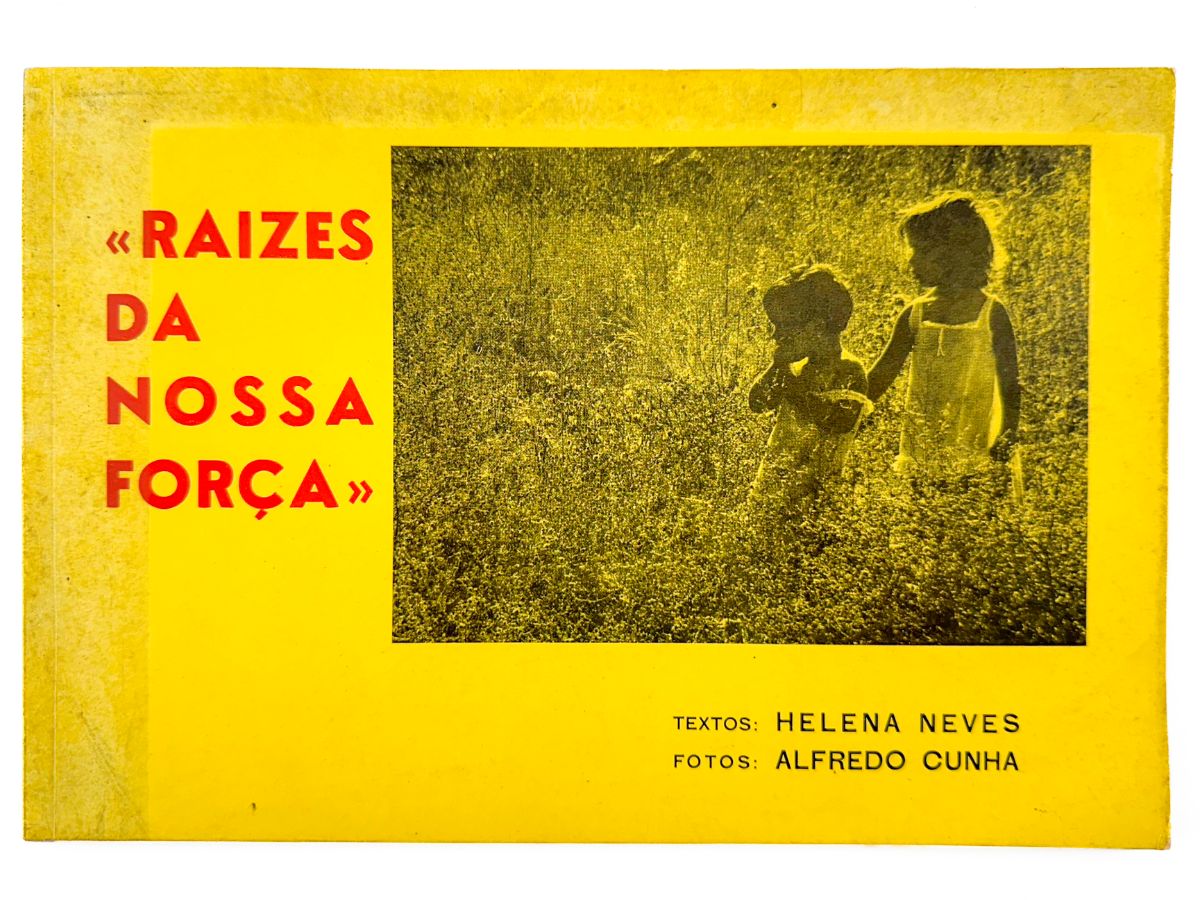 «RAIZES
DA
NOSSA
FORÇA»
TEXTOS: HELENA NEVES
FOTOS: ALFREDO CUNHA